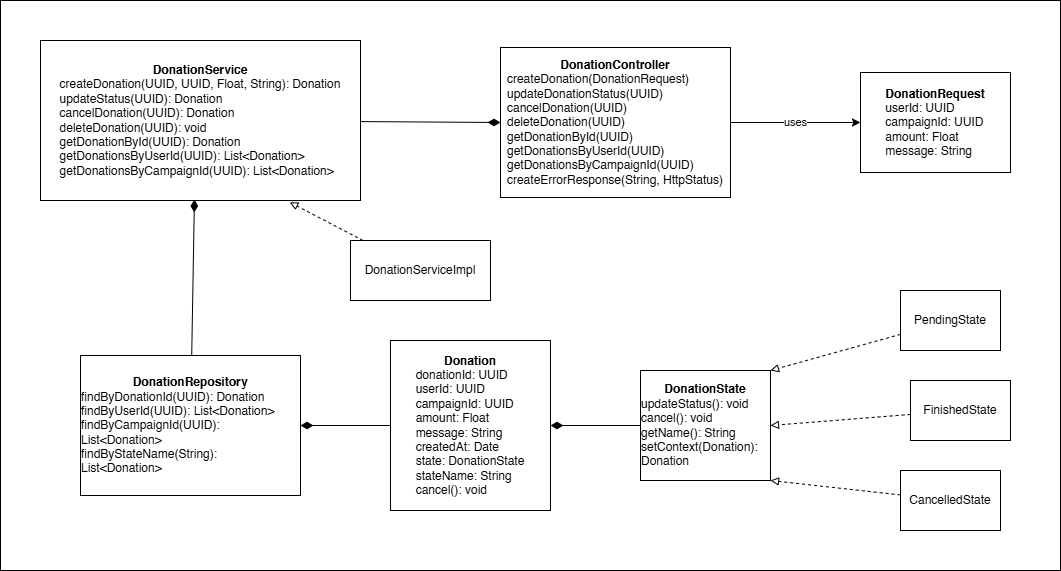 DonationService
createDonation(UUID, UUID, Float, String): Donation
updateStatus(UUID): Donation
cancelDonation(UUID): Donation
deleteDonation(UUID): void
getDonationById(UUID): Donation
getDonationsByUserId(UUID): List<Donation>
getDonationsByCampaignId(UUID): List<Donation>
DonationController
createDonation(DonationRequest)
updateDonationStatus(UUID)
cancelDonation(UUID)
deleteDonation(UUID)
getDonationById(UUID)
getDonationsByUserId(UUID)
getDonationsByCampaignId(UUID)
createErrorResponse(String, HttpStatus)
uses
DonationRequest
userId: UUID
campaignId: UUID
amount: Float
message: String
DonationServiceImpl
DonationRepository
findByDonationId(UUID): Donation
findByUserId(UUID): List<Donation>
findByCampaignId(UUID):
List<Donation>
findByStateName(String):
List<Donation>
Donation
donationId: UUID
userId: UUID
campaignId: UUID
amount: Float
message: String
createdAt: Date
state: DonationState
stateName: String
cancel(): void
DonationState
updateStatus(): void
cancel(): void
getName(): String
setContext(Donation):
Donation
PendingState
FinishedState
CancelledState